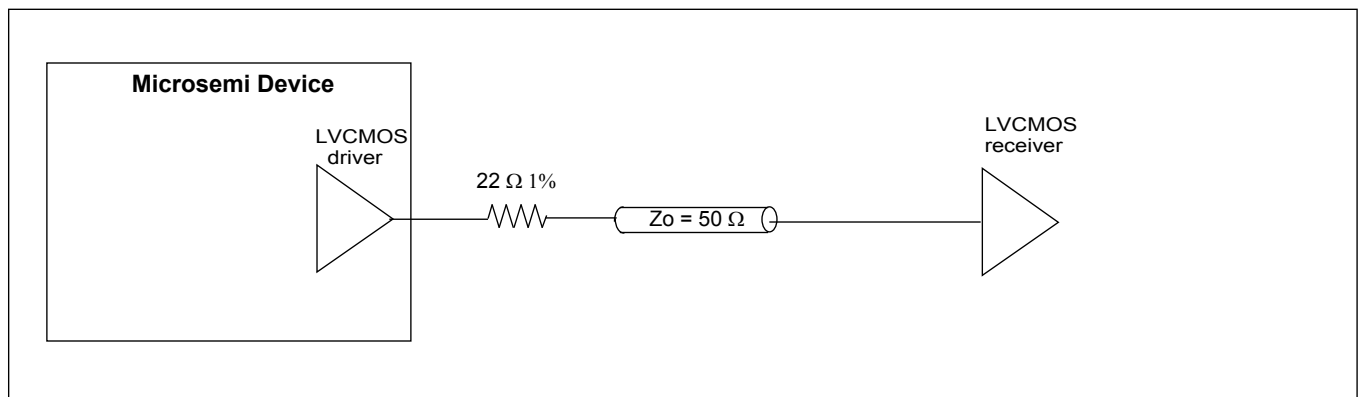 Microsemi Device
LVCMOS
driver
22 Ω 1%
Zo = 50 Ω
LVCMOS
receiver